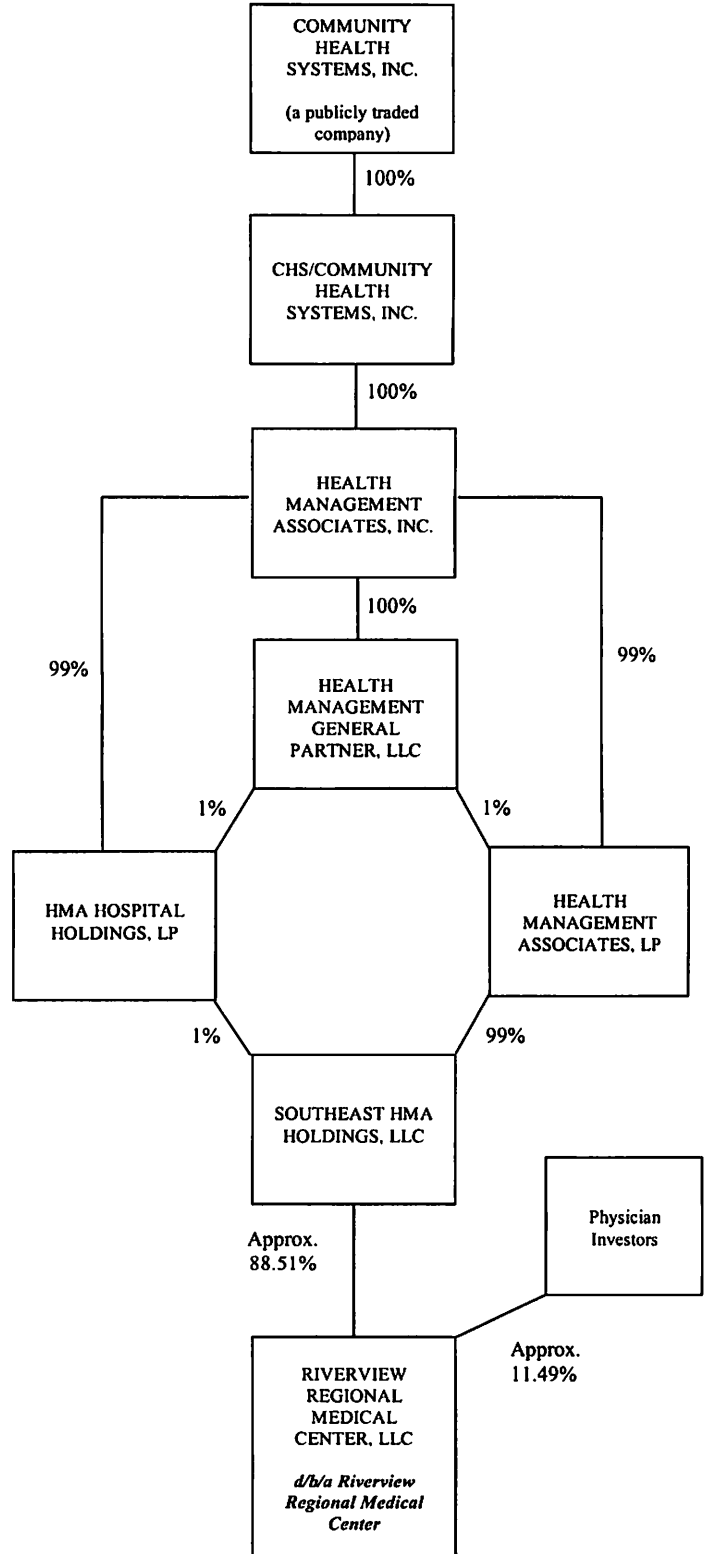 COMMUNITY
HEALTH
SYSTEMS, INC.
(a publicly traded
company)
100%
CHS/COMMUNITY
HEALTH
SYSTEMS, INC.
100%
HEALTH
MANAGEMENT
ASSOCIATES, INC.
100%
99%
99%
HEALTH
MANAGEMENT
GENERAL
PARTNER, LLC
1%
1%
HMA HOSPITAL
HOLDINGS, LP
HEALTH
MANAGEMENT
ASSOCIATES, LP
1%
99%
SOUTHEAST HMA
HOLDINGS, LLC
Physician
Investors
Approx.
88.51%
Approx.
11.49%
RIVERVIEW
REGIONAL
MEDICAL
CENTER, LLC
d/b/a Riverview
Regional Medical
Center